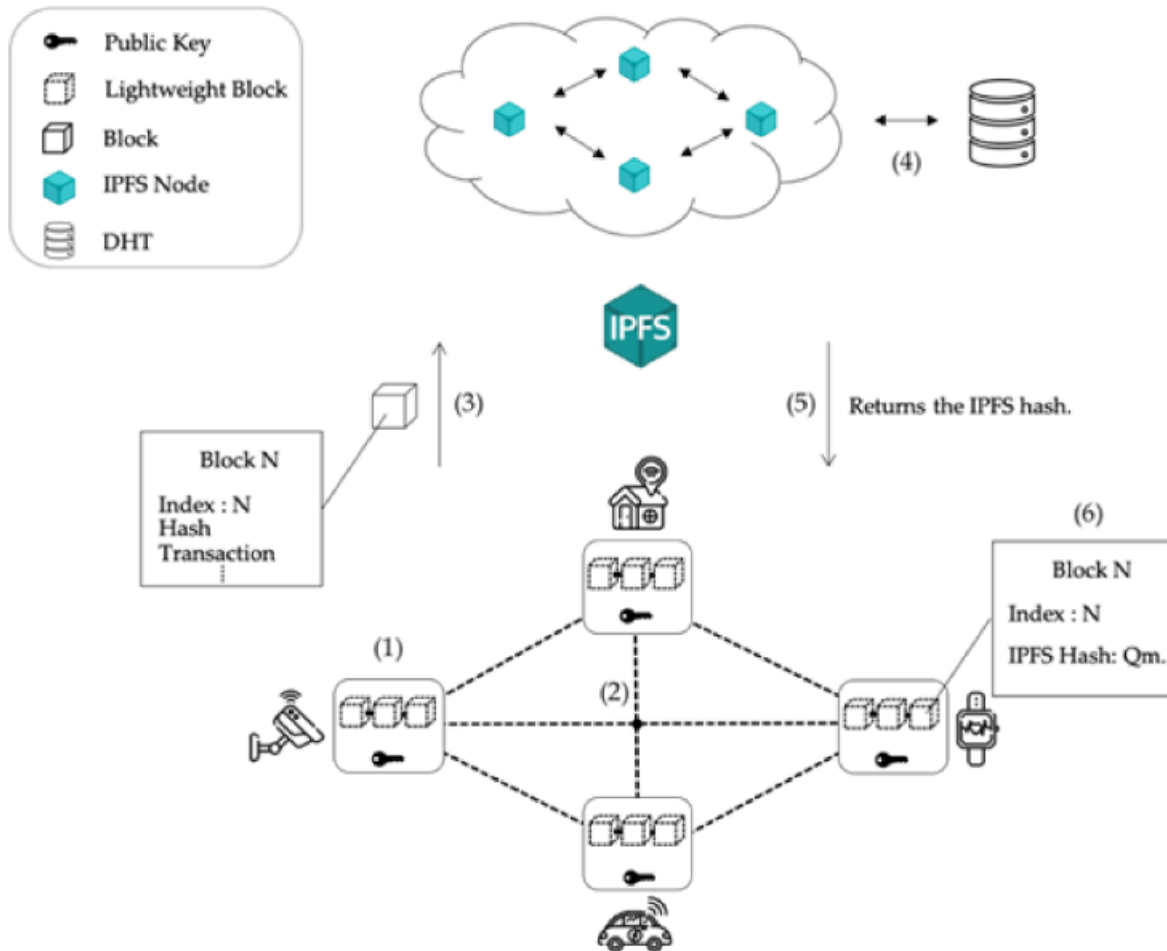 Public Key
Lightweight Block
Block
IPFS Node
DHT
(4)
IPFS
(3)
(5)
Returns the IPFS hash.
Block N
Index : N
Hash
Transaction
(6)
Block N
Index : N
IPFS Hash: Qm.
(1)
(2)